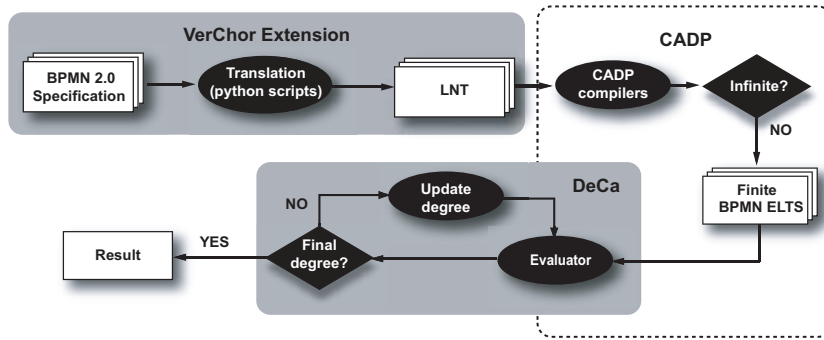 VerChor Extension
CADP
BPMN 2.0
Specification
Translation
(python scripts)
LNT
CADP
compilers
Infinite?
NO
Finite
BPMN ELTS
DeCa
Update
degree
NO
Evaluator
Final
degree?
YES
Result